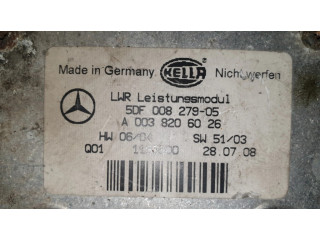 Made in Germany HELLA Nicht werfen
LWR Leistungsmodul
5DF 008 279-05
A 003 820 60 26
HW 06/04 SW 51/03
Q01 28.07.08